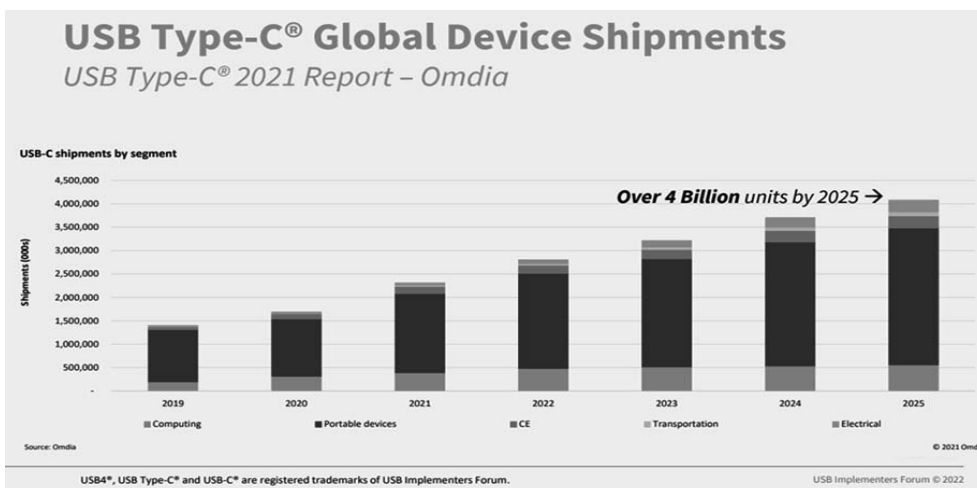 USB Type-C® Global Device Shipments
USB Type-C® 2021 Report – Omdia
USB-C shipments by segment
Over 4 Billion units by 2025 →
Shipments (000s)
4,500,000
4,000,000
3,500,000
3,000,000
2,500,000
2,000,000
1,500,000
1,000,000
500,000
-
2019 2020 2021 2022 2023 2024 2025
Computing Portable devices CE Transportation Electrical
Source: Omdia
© 2021 Omd
USB4®, USB Type-C® and USB-C® are registered trademarks of USB Implementers Forum.
USB Implementers Forum © 2022